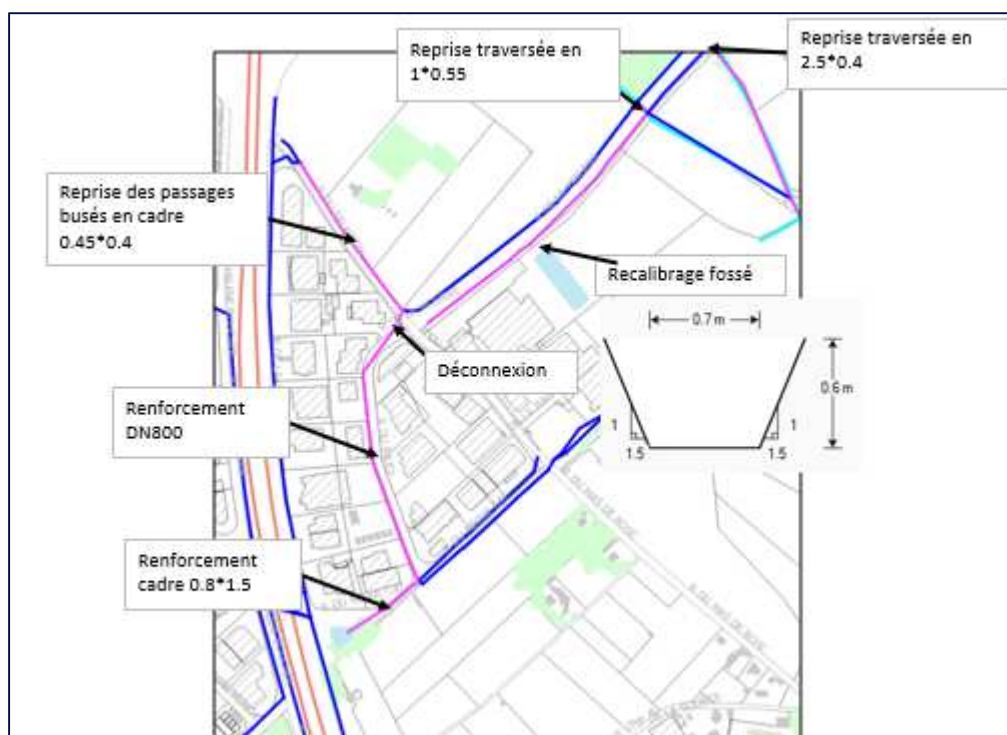 Reprise traversée en
1*0.55
Reprise traversée en
2.5*0.4
Reprise des passages
busés en cadre
0.45*0.4
Recalibrage fossé
0.7 m
0.6 m
1
1.5
1
1.5
Déconnexion
Renforcement
DN800
Renforcement
cadre 0.8*1.5